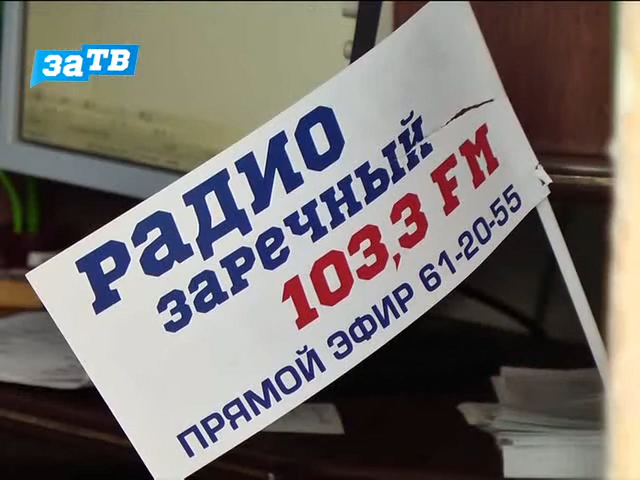 заТВ
РАДИО
заречный
103,3 FM
ПРЯМОЙ ЭФИР 61-20-55